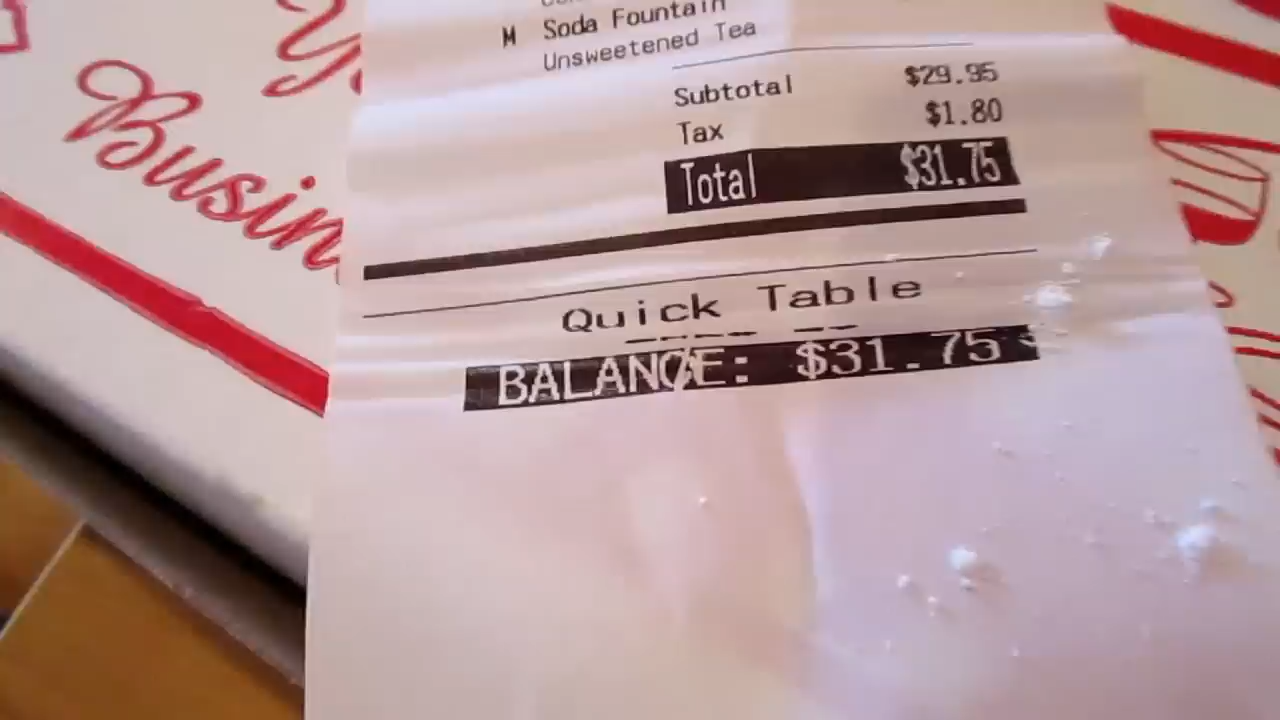 M Soda Fountain
Unsweetened Tea
Subtotal $29.95
Tax $1.80
Total $31.75
Quick Table
BALANCE: $31.75
Busin